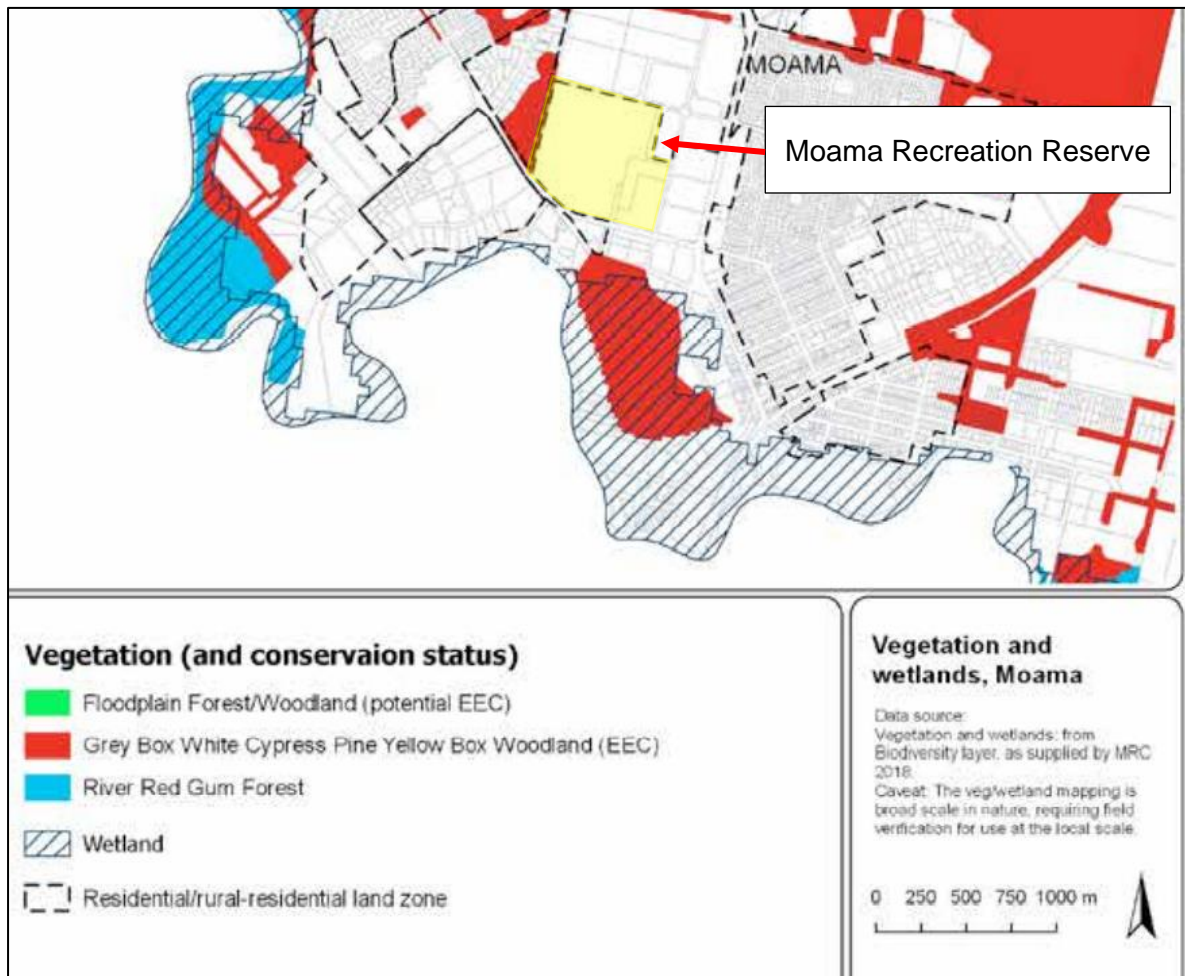 MOAMA
Moama Recreation Reserve
Vegetation (and conservaion status)
Floodplain Forest/Woodland (potential EEC)
Grey Box White Cypress Pine Yellow Box Woodland (EEC)
River Red Gum Forest
Wetland
Residential/rural-residential land zone
Vegetation and
wetlands, Moama
Data source:
Vegetation and wetlands: from
Biodiversity layer, as supplied by MRC
2018.
Caveat: The veg/wetland mapping is
broad scale in nature, requiring field
verification for use at the local scale.
0 250 500 750 1000 m